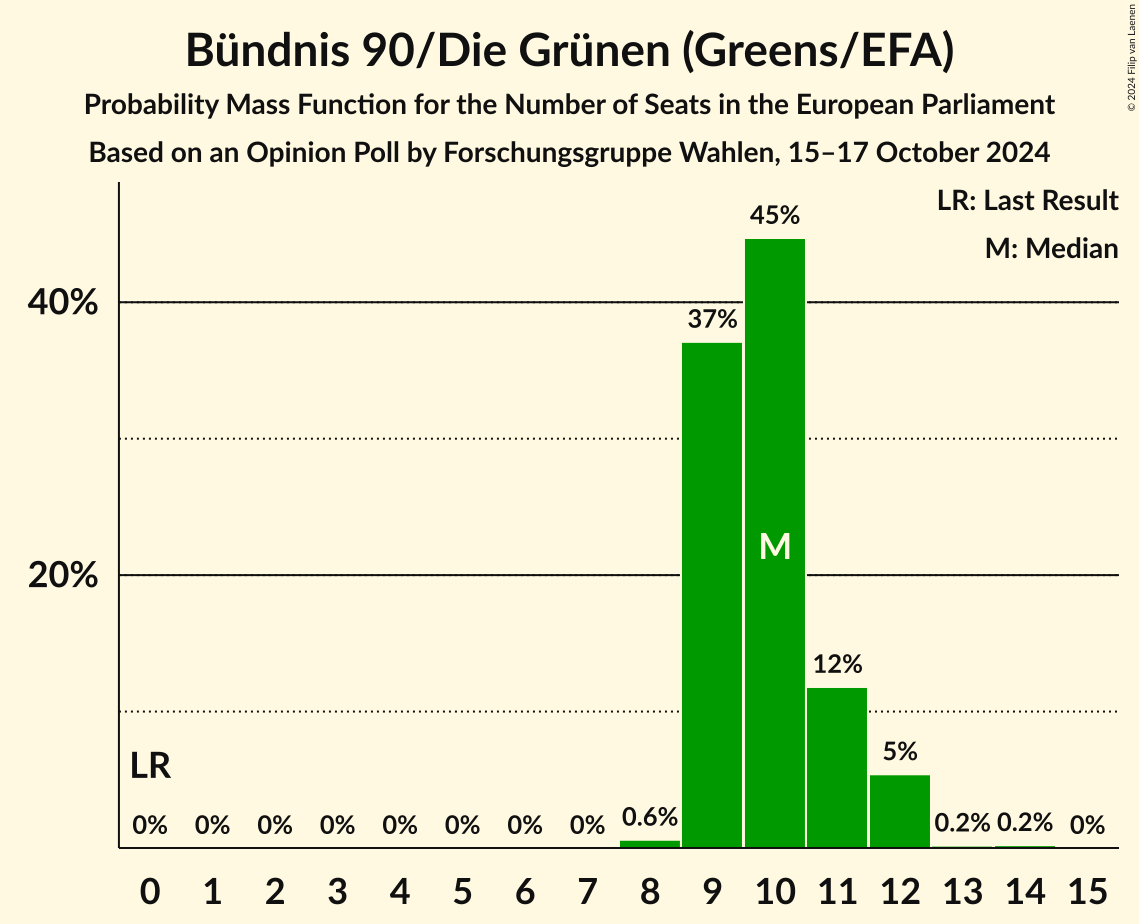 Bündnis 90/Die Grünen (Greens/EFA)
Probability Mass Function for the Number of Seats in the European Parliament
Based on an Opinion Poll by Forschungsgruppe Wahlen, 15–17 October 2024
© 2024 Filip van Laenen
LR: Last Result
M: Median
45%
40%
37%
M
20%
12%
LR
5%
0% 0% 0% 0% 0% 0% 0% 0% 0.6% 0.2% 0.2% 0%
0 1 2 3 4 5 6 7 8 9 10 11 12 13 14 15